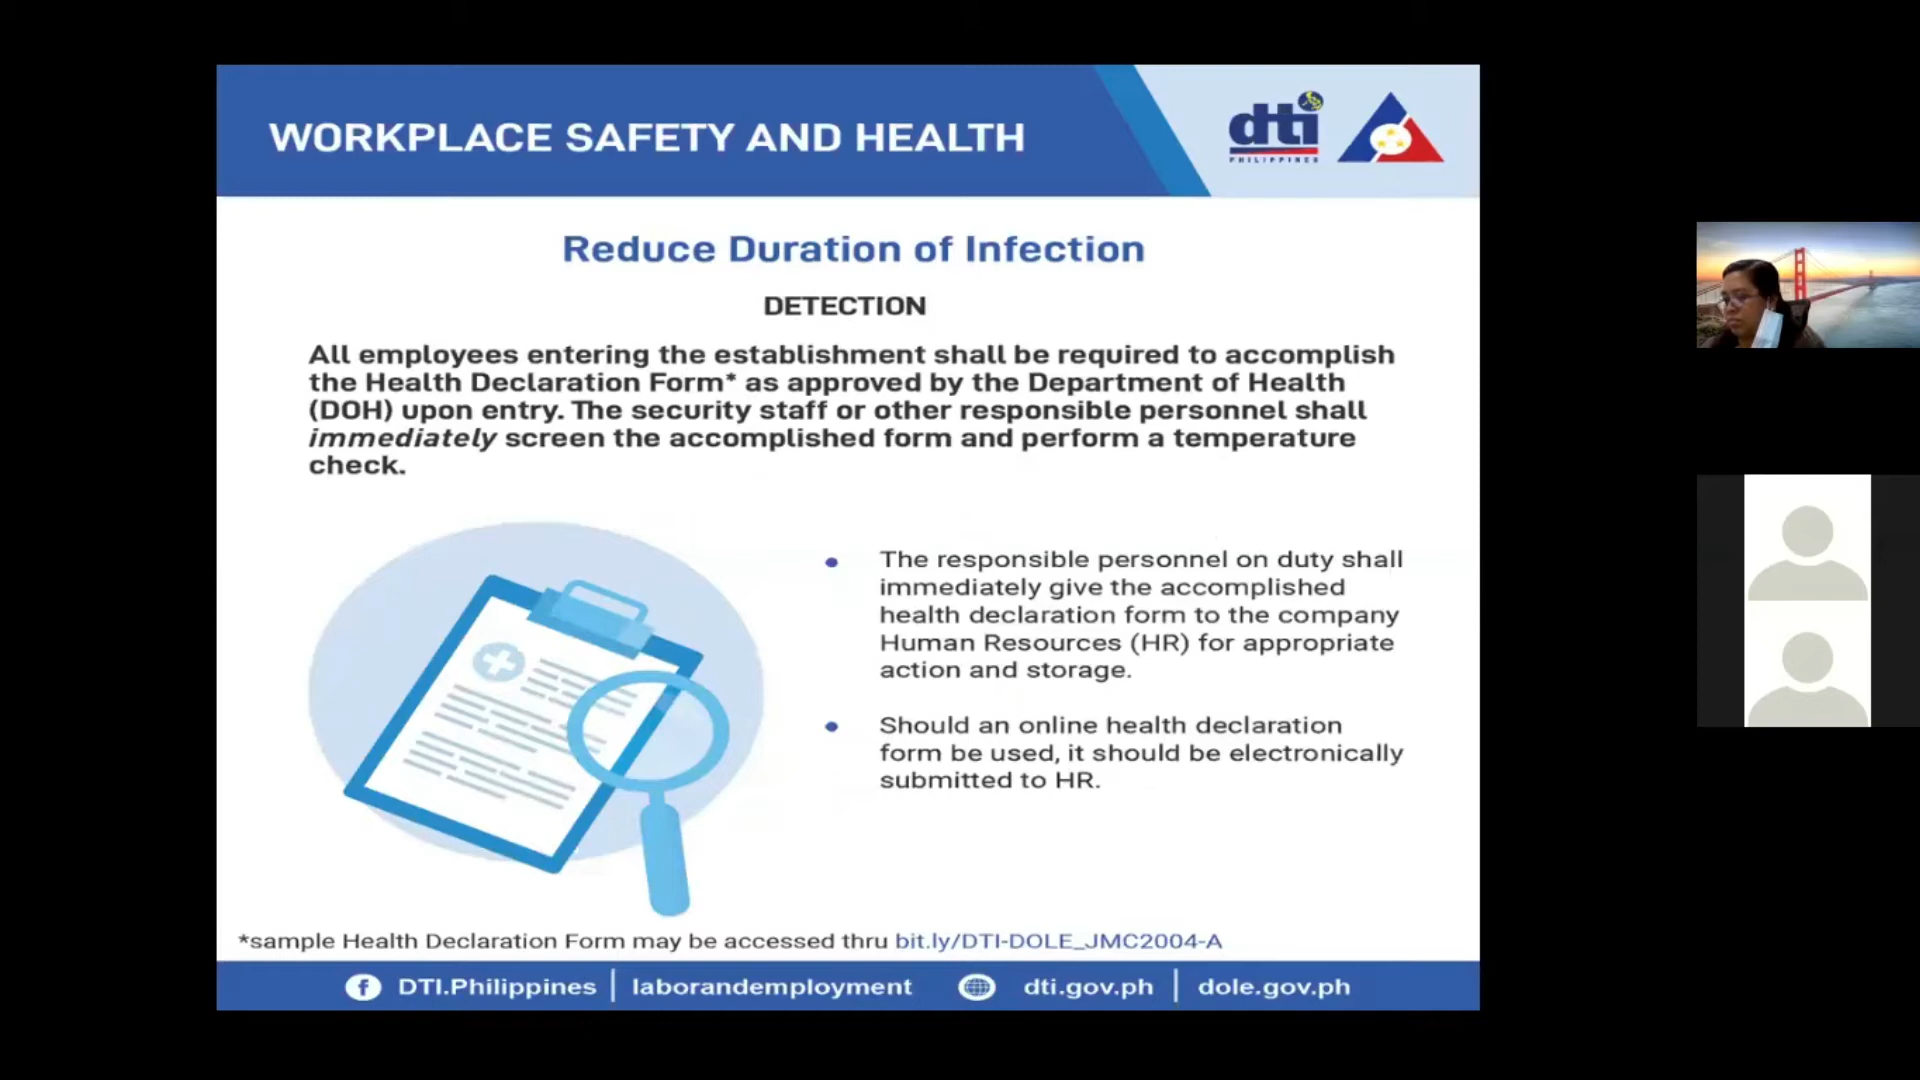 WORKPLACE SAFETY AND HEALTH
dti
PHILIPPINES
Reduce Duration of Infection
DETECTION
All employees entering the establishment shall be required to accomplish
the Health Declaration Form* as approved by the Department of Health
(DOH) upon entry. The security staff or other responsible personnel shall
immediately screen the accomplished form and perform a temperature
check.
• The responsible personnel on duty shall
immediately give the accomplished
health declaration form to the company
Human Resources (HR) for appropriate
action and storage.
• Should an online health declaration
form be used, it should be electronically
submitted to HR.
*sample Health Declaration Form may be accessed thru bit.ly/DTI-DOLE_JMC2004-A
DTI.Philippines | laborandemployment dti.gov.ph | dole.gov.ph